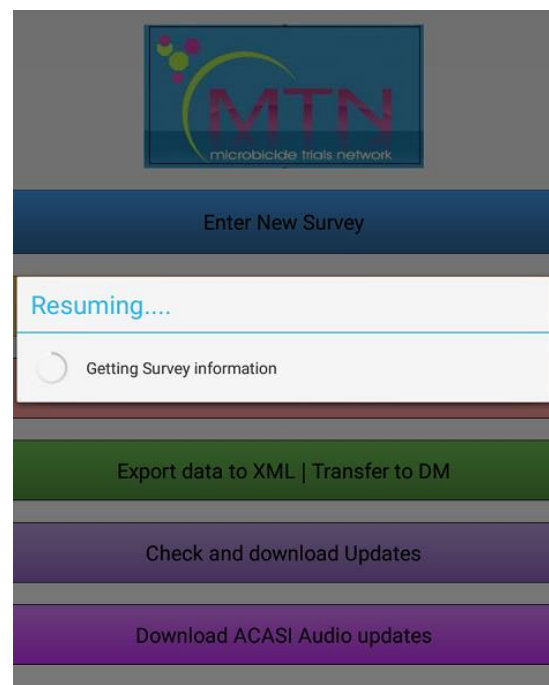 MTN
microbicide trials network
Enter New Survey
Resuming....
Getting Survey information
Export data to XML | Transfer to DM
Check and download Updates
Download ACASI Audio updates